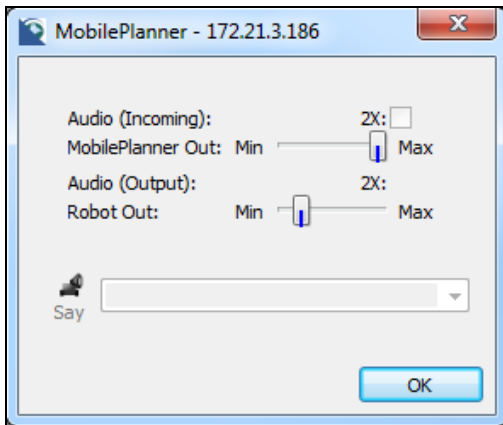 MobilePlanner - 172.21.3.186
Audio (Incoming): 2X:
MobilePlanner Out: Min Max
Audio (Output): 2X:
Robot Out: Min Max
Say
OK